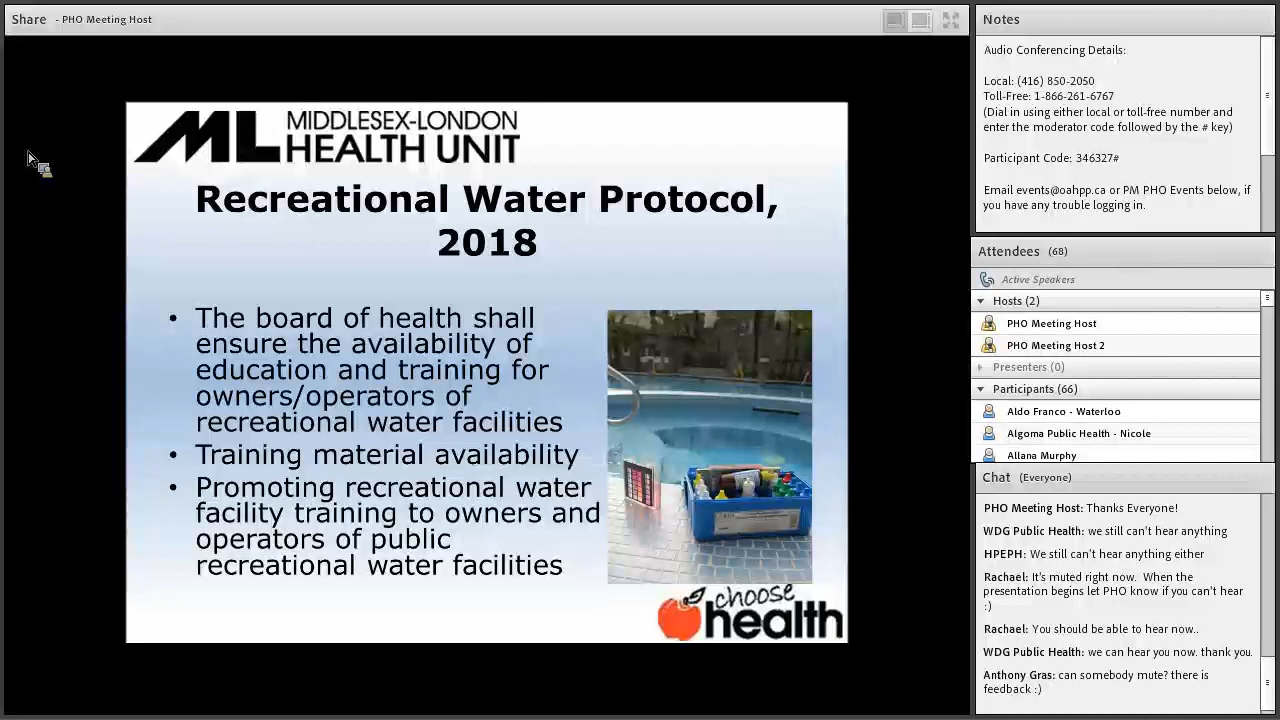 Share - PHO Meeting Host
ML MIDDLESEX-LONDON
HEALTH UNIT
Recreational Water Protocol,
2018
• The board of health shall
ensure the availability of
education and training for
owners/operators of
recreational water facilities
• Training material availability
• Promoting recreational water
facility training to owners and
operators of public
recreational water facilities
choose
health
Notes
Audio Conferencing Details:
Local: (416) 850-2050
Toll-Free: 1-866-261-6767
(Dial in using either local or toll-free number and
enter the moderator code followed by the # key)
Participant Code: 346327#
Email events@oahpp.ca or PM PHO Events below, if
you have any trouble logging in.
Attendees (68)
Active Speakers
Hosts (2)
PHO Meeting Host
PHO Meeting Host 2
Presenters (0)
Participants (66)
Aldo Franco - Waterloo
Algoma Public Health - Nicole
Allana Murphy
Chat (Everyone)
PHO Meeting Host: Thanks Everyone!
WDG Public Health: we still can't hear anything
HPEPH: We still can't hear anything either
Rachael: It's muted right now. When the
presentation begins let PHO know if you can't hear
:)
Rachael: You should be able to hear now..
WDG Public Health: we can hear you now. thank you.
Anthony Gras: can somebody mute? there is
feedback :)